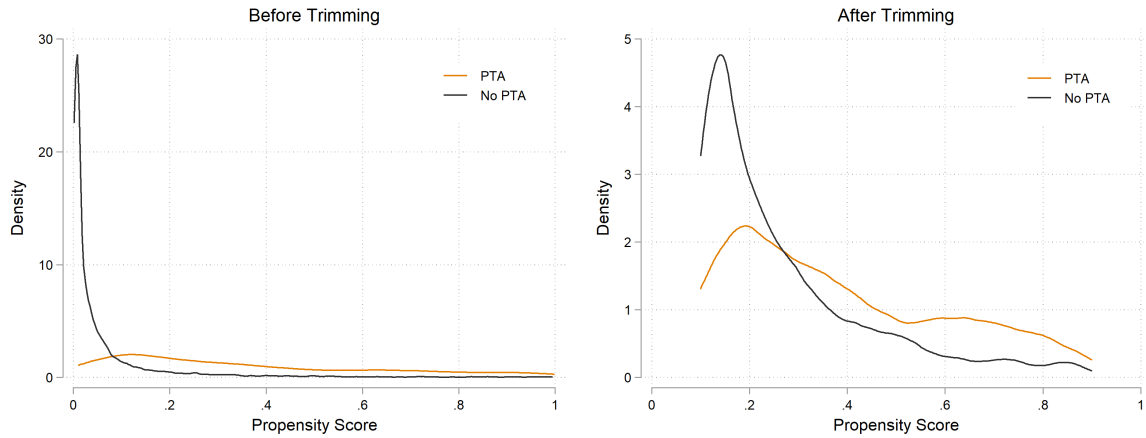 Before Trimming
30
20
10
0
Density
0 .2 .4 .6 .8 1
Propensity Score
PTA
No PTA
After Trimming
5
4
3
2
1
0
Density
0 .2 .4 .6 .8 1
Propensity Score
PTA
No PTA